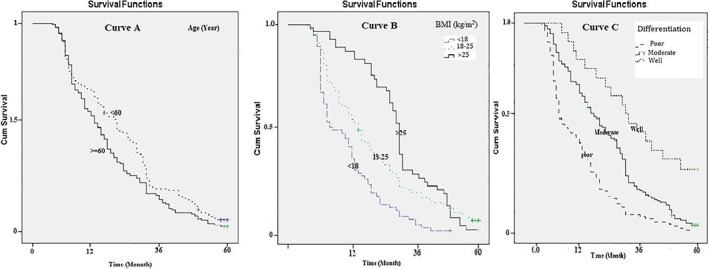 Survival Functions
Curve A
Age (Year)
Cum Survival
1
1.5
1
<60
>=60
0
12
36
60
Time (Monnth)
Survival Functions
Curve B
BMI (kg/m²)
<18
18-25
>25
Cum Survival
1.0
0.5
0.0
>25
18-25
<18
12
36
60
Time (Month)
Survival Functions
Curve C
Differentiation
Poor
Moderate
Well
Cum Survival
1.0
0.5
0.0
Well
Moderate
poor
0.0
12
36
60
Time (Month)